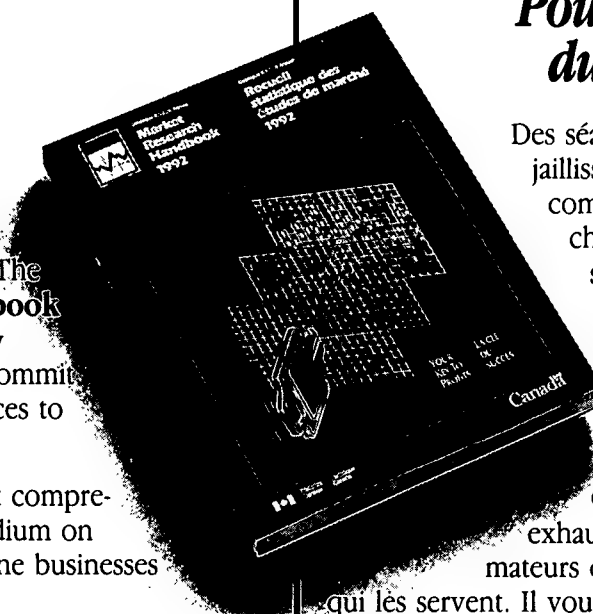 Pou
du
Des séa
jailliss
com
ch
s
The
book
y
ommit
ces to
compre-
dium on
ne businesses
exhau
mateurs
qui les servent. Il vou
Market
Research
Handbook
1992
Recueil
statistique des
études de marché
1992
YOUR
KEY TO
PROFITS
LA CLÉ
DU
SUCCÈS
Canada